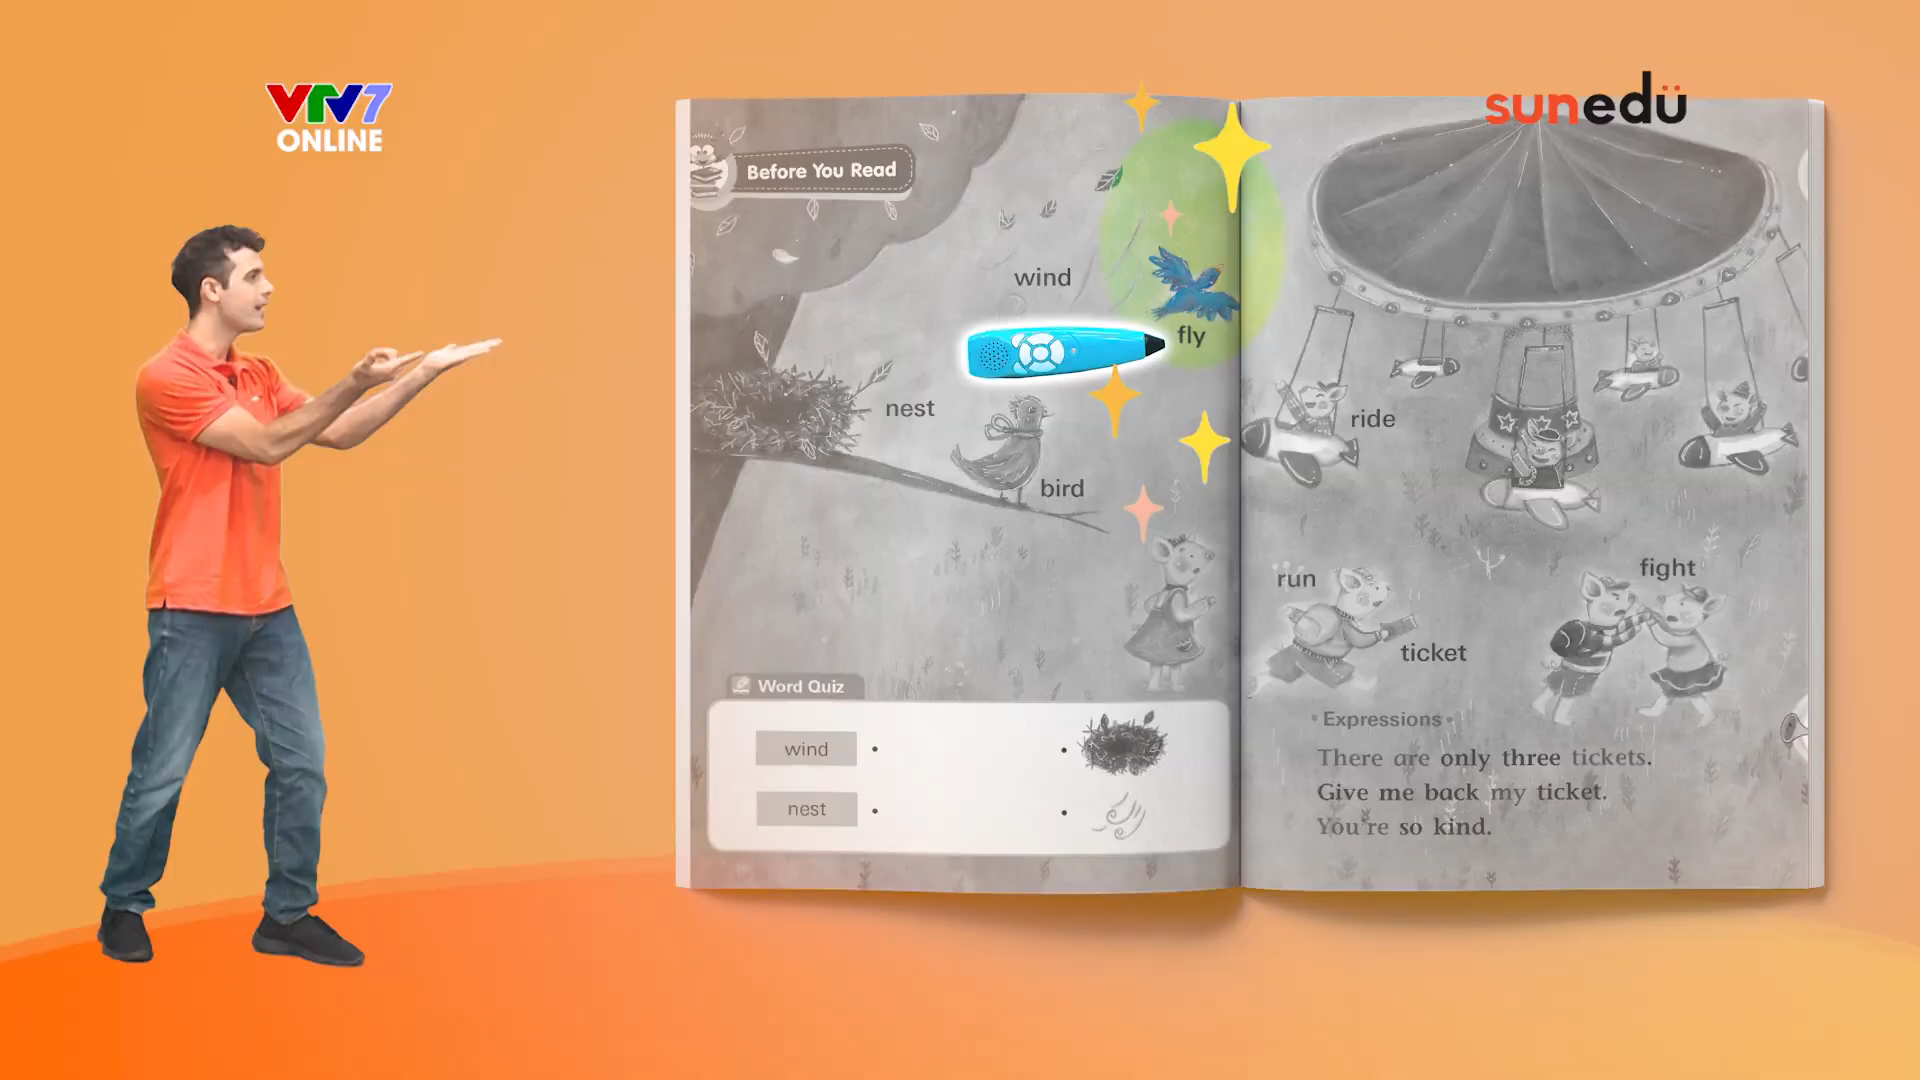 VTV7
ONLINE
sunedü
Before You Read
wind
fly
nest
bird
ride
run
fight
ticket
Word Quiz
wind
nest
• Expressions •
There are only three tickets.
Give me back my ticket.
You're so kind.